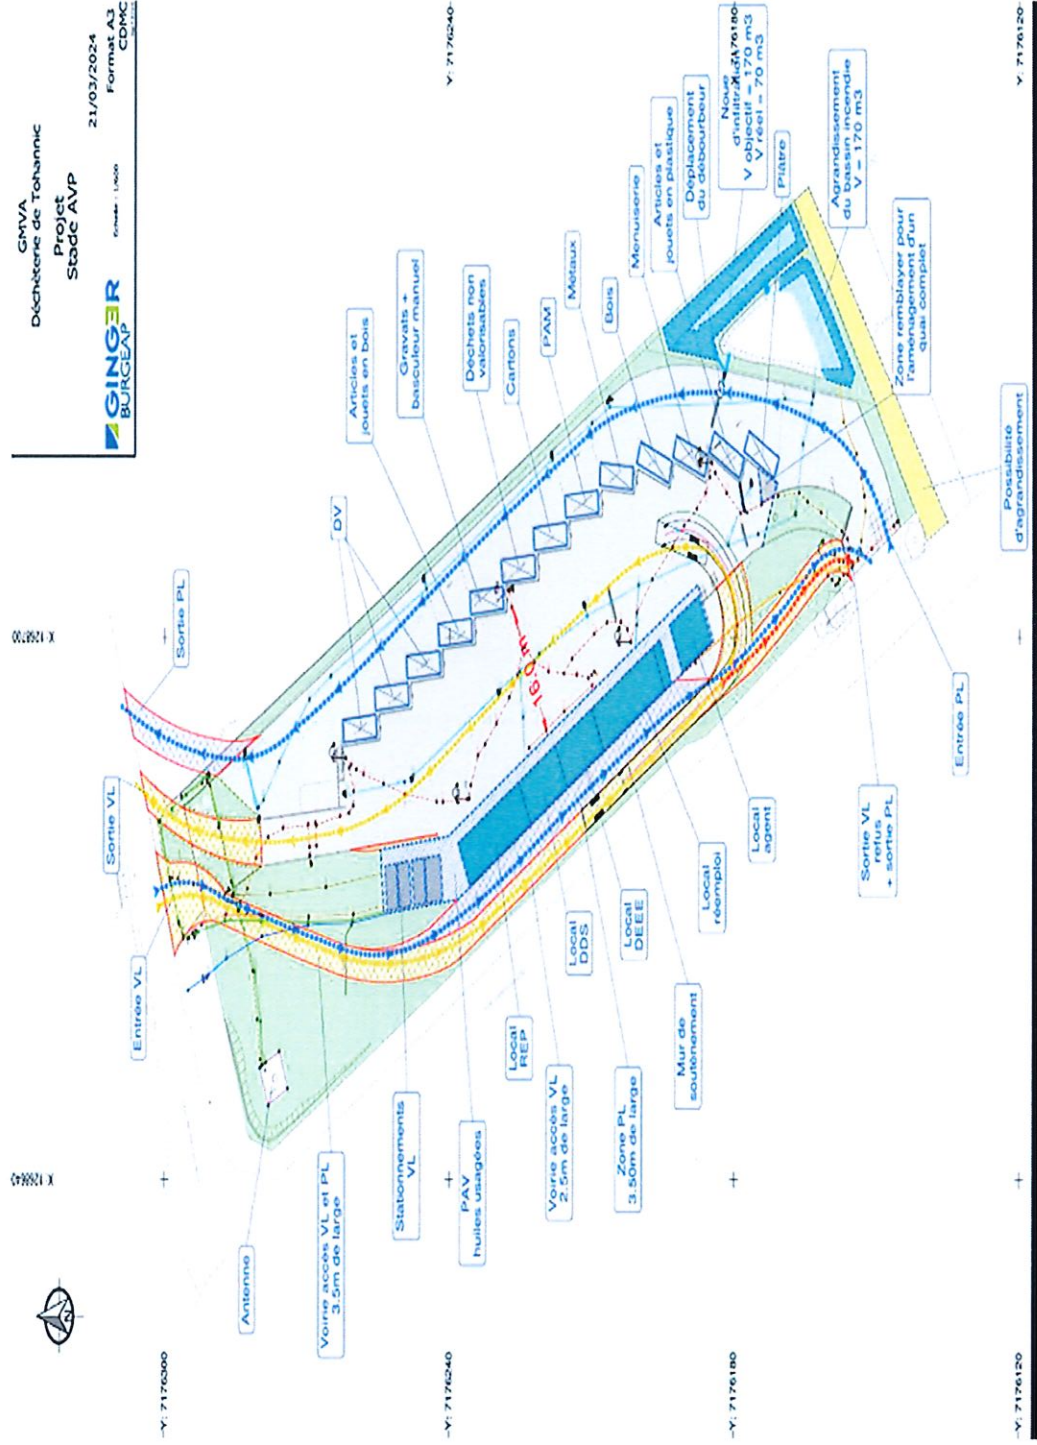 GMVA
Déchèterie de Tohannic
Projet
Stade AVP
21/03/2024
Format A3
CDMC
GINGER
BURGEAP
Y: 7176240
Y: 7176180
Y: 7176120
Sortie PL
DV
Articles et
jouets en bois
Gravats +
basculeur manuel
Déchets non
valorisables
Cartons
PAM
Métaux
Bois
Menuiserie
Articles et
jouets en plastique
Déplacement
du débourbeur
Noue
d'infiltration
V objectif = 170 m3
V réel = 70 m3
Plâtre
Agrandissement
du bassin incendie
V = 170 m3
Zone remblayer pour
l'aménagement d'un
quai complet
Possibilité
d'agrandissement
X: 1268700
16.0 m
Sortie VL
Entrée VL
Entrée PL
Sortie VL
refus
+ sortie PL
Local
agent
Local
réemploi
Local
DEEE
Local
DDS
Mur de
soutènement
Local
REP
Zone PL
3.50m de large
Voirie accès VL
2.5m de large
PAV
huiles usagées
Stationnements
VL
Voirie accès VL et PL
3.5m de large
Antenne
X: 1268640
N
Y: 7176300
Y: 7176240
Y: 7176180
Y: 7176120